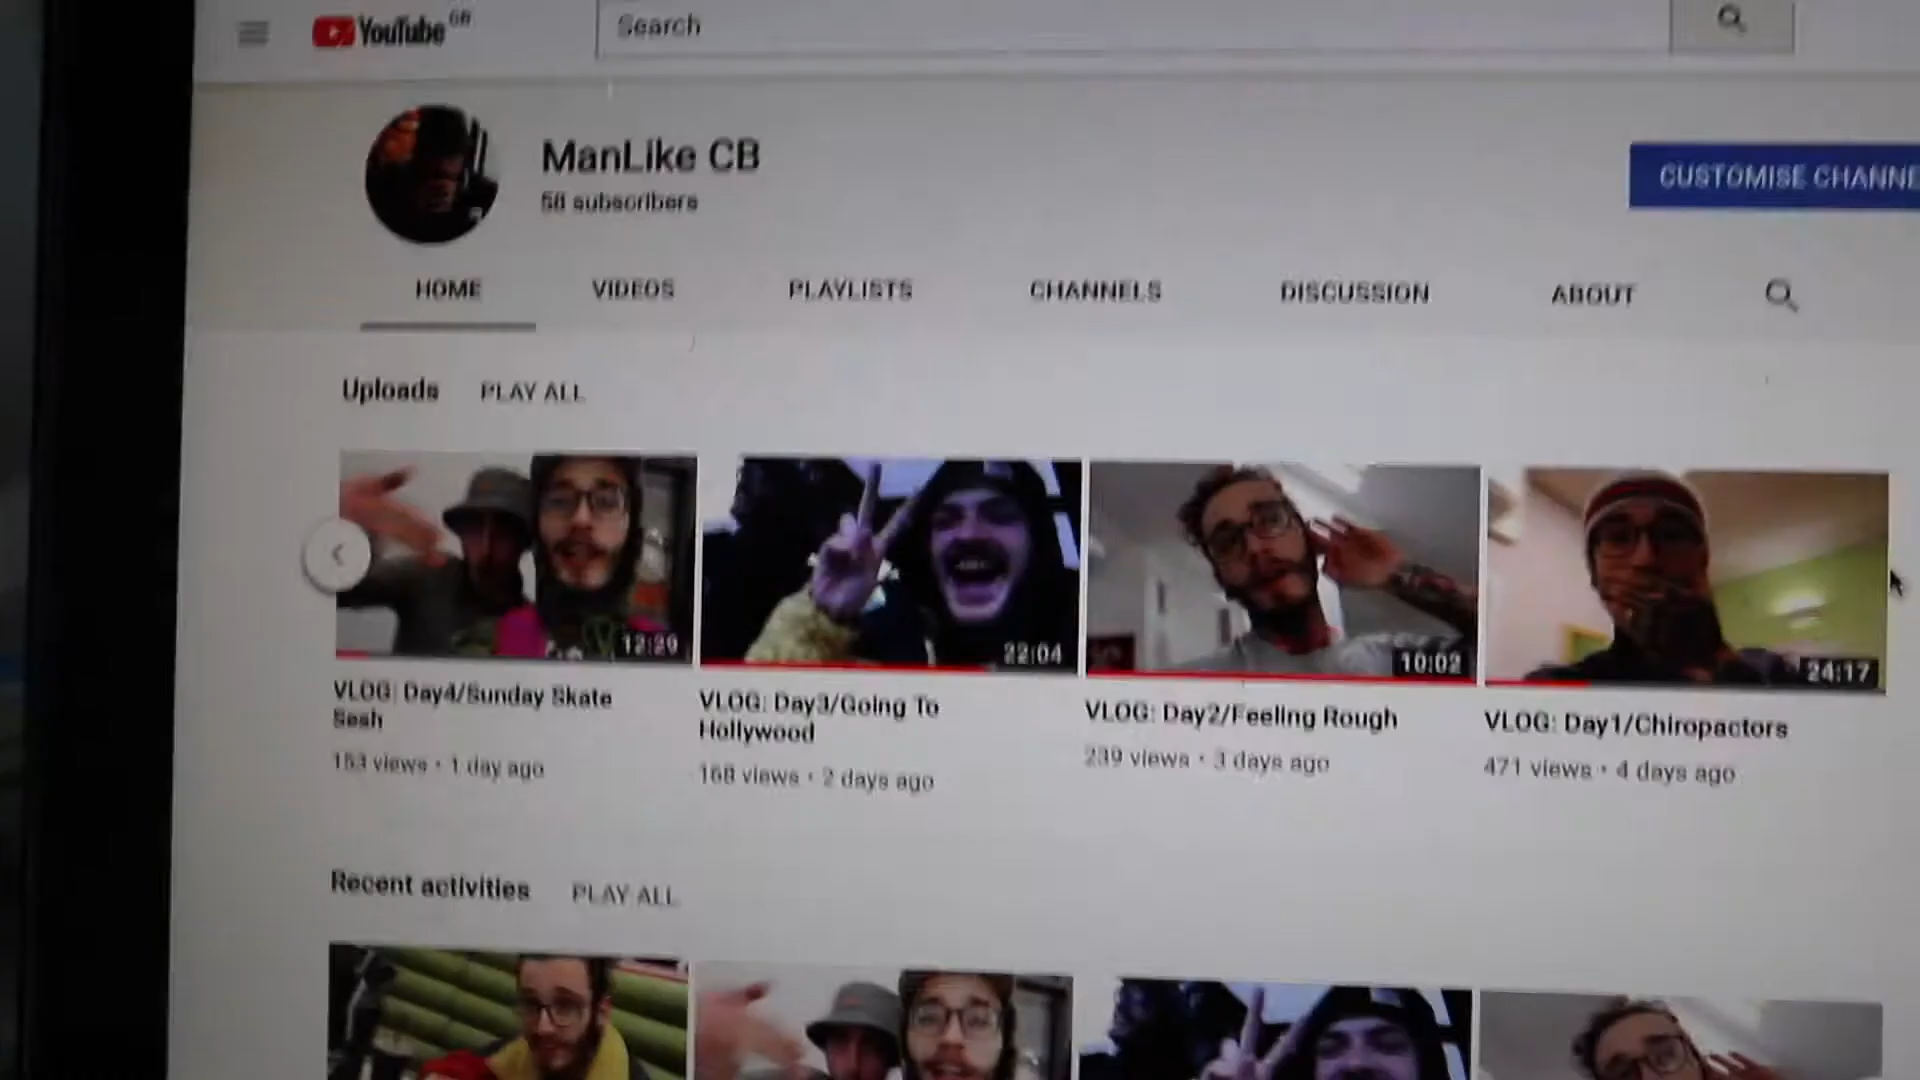 YouTube GB
Search
ManLike CB
58 subscribers
CUSTOMISE CHANNE
HOME VIDEOS PLAYLISTS CHANNELS DISCUSSION ABOUT
Uploads PLAY ALL
12:29 22:04 10:02 24:17
VLOG: Day4/Sunday Skate
Sesh
153 views • 1 day ago
VLOG: Day3/Going To
Hollywood
168 views • 2 days ago
VLOG: Day2/Feeling Rough
239 views • 3 days ago
VLOG: Day1/Chiropactors
471 views • 4 days ago
Recent activities PLAY ALL